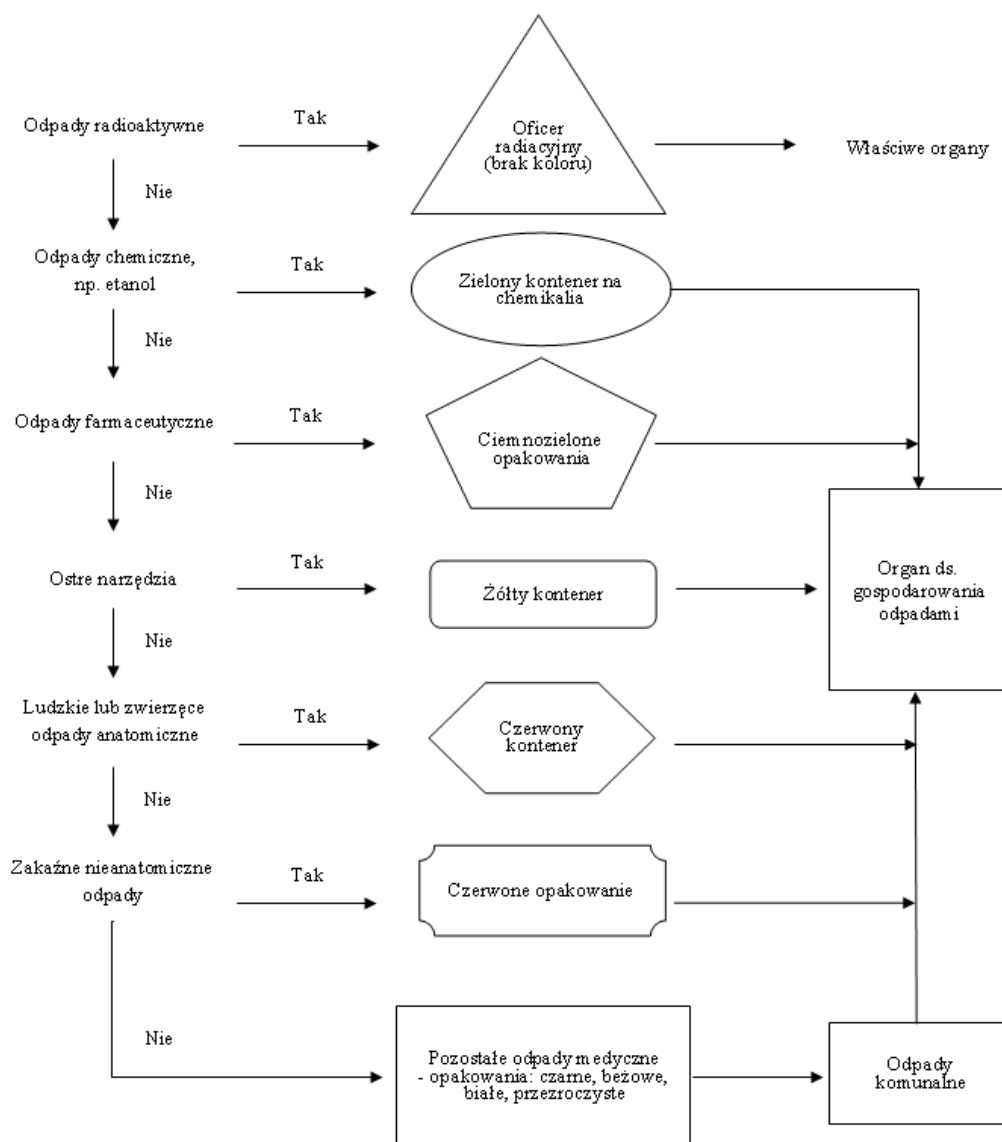 Odpady radioaktywne
Tak
Oficer
radiacyjny
(brak koloru)
Właściwe organy
Nie
Odpady chemiczne,
np. etanol
Tak
Zielony kontener na
chemikalia
Nie
Odpady farmaceutyczne
Tak
Ciemnozielone
opakowania
Nie
Ostre narzędzia
Tak
Żółty kontener
Organ ds.
gospodarowania
odpadami
Nie
Ludzkie lub zwierzęce
odpady anatomiczne
Tak
Czerwony
kontener
Nie
Zakaźne nieanatomiczne
odpady
Tak
Czerwone opakowanie
Nie
Pozostałe odpady medyczne
- opakowania: czarne, beżowe,
białe, przezroczyste
Odpady
komunalne